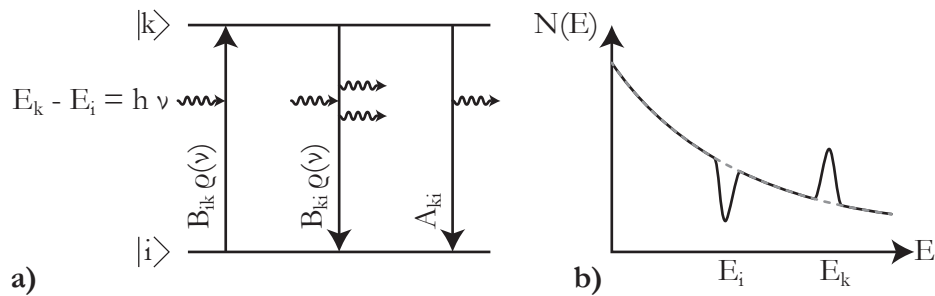 |k⟩
E_k - E_i = h ν
B_ik ϱ(ν)
B_ki ϱ(ν)
A_ki
|i⟩
a)
N(E)
E
E_i
E_k
b)